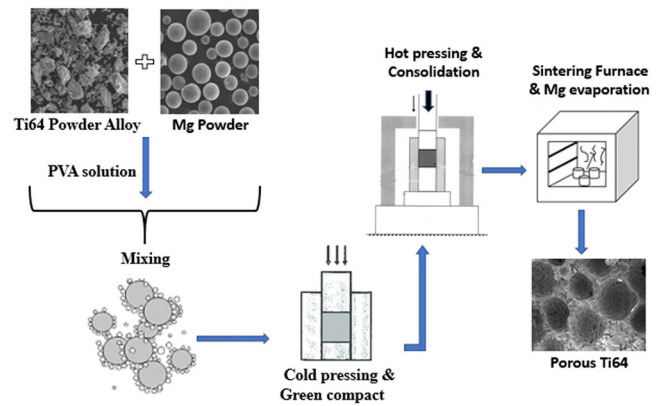 Ti64 Powder Alloy
Mg Powder
PVA solution
Mixing
Cold pressing &
Green compact
Hot pressing &
Consolidation
Sintering Furnace
& Mg evaporation
Porous Ti64